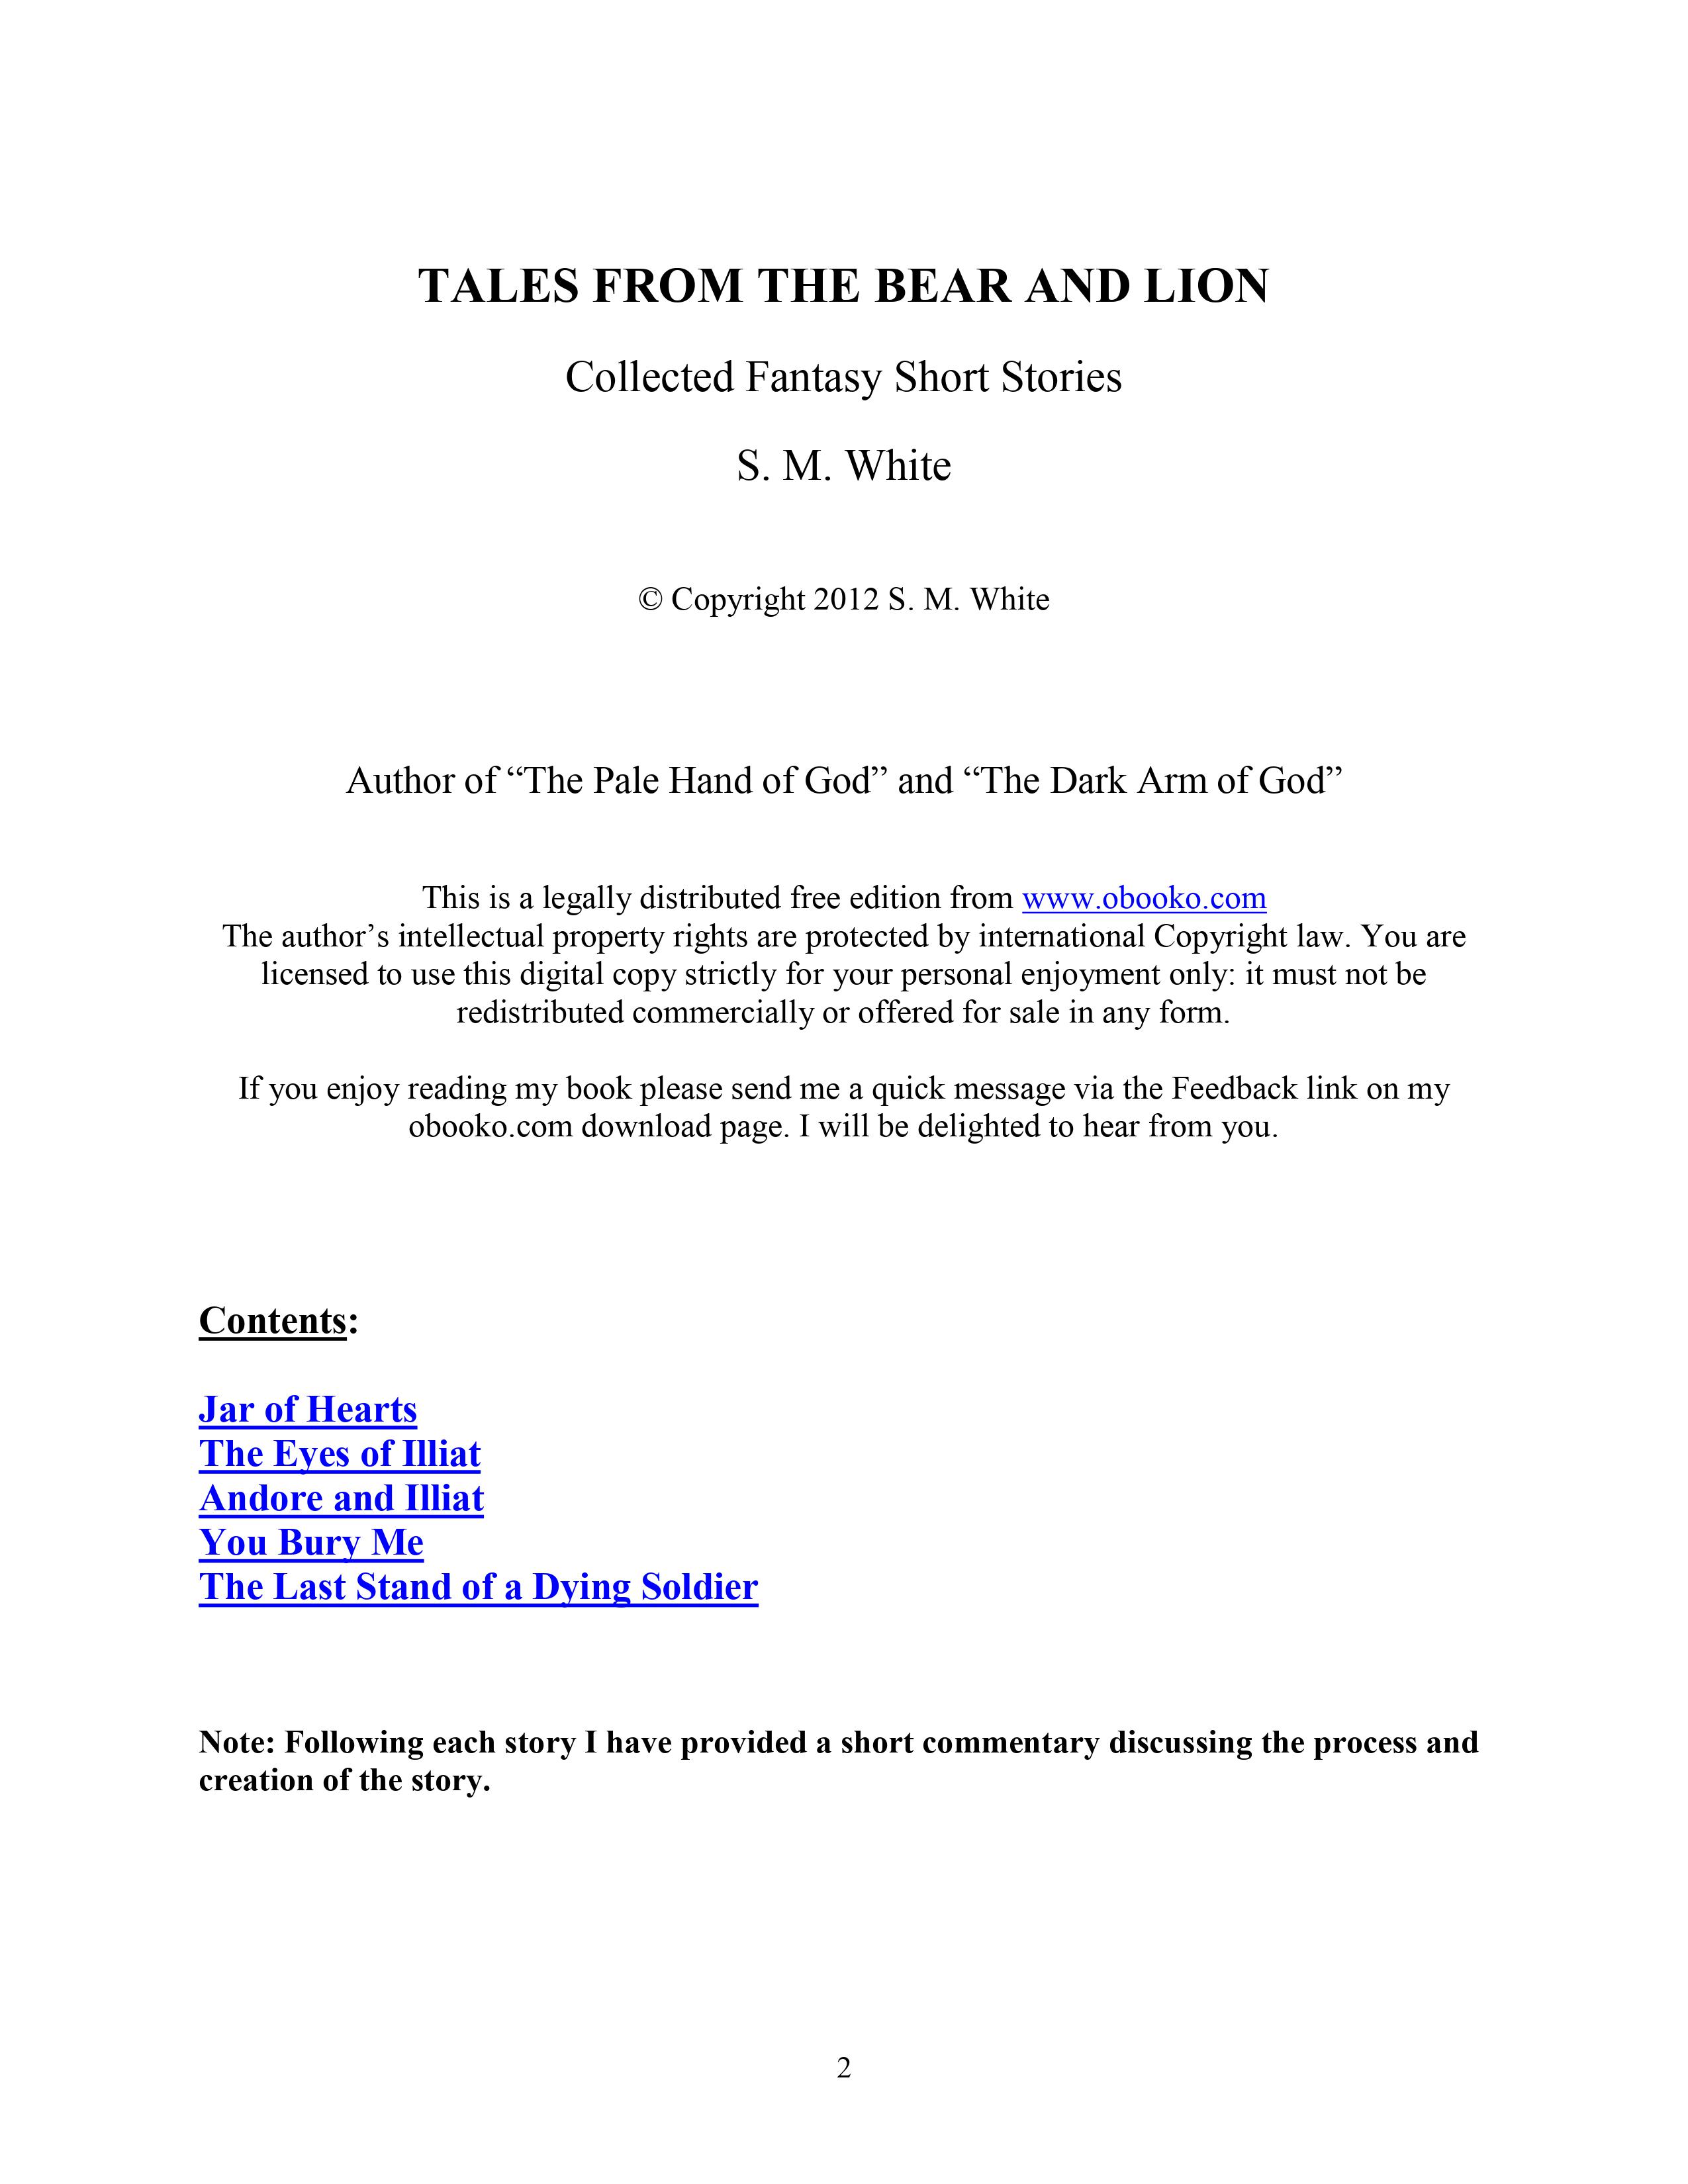 TALES FROM THE BEAR AND LION
Collected Fantasy Short Stories
S. M. White
© Copyright 2012 S. M. White
Author of “The Pale Hand of God” and “The Dark Arm of God”
This is a legally distributed free edition from www.obooko.com
The author’s intellectual property rights are protected by international Copyright law. You are
licensed to use this digital copy strictly for your personal enjoyment only: it must not be
redistributed commercially or offered for sale in any form.
If you enjoy reading my book please send me a quick message via the Feedback link on my
obooko.com download page. I will be delighted to hear from you.
Contents:
Jar of Hearts
The Eyes of Illiat
Andore and Illiat
You Bury Me
The Last Stand of a Dying Soldier
Note: Following each story I have provided a short commentary discussing the process and
creation of the story.
2